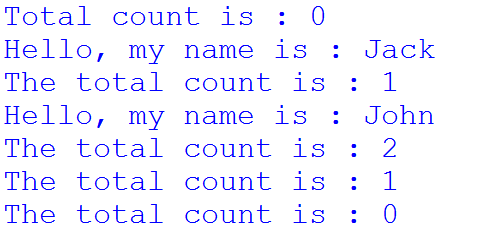 Total count is : 0
Hello, my name is : Jack
The total count is : 1
Hello, my name is : John
The total count is : 2
The total count is : 1
The total count is : 0